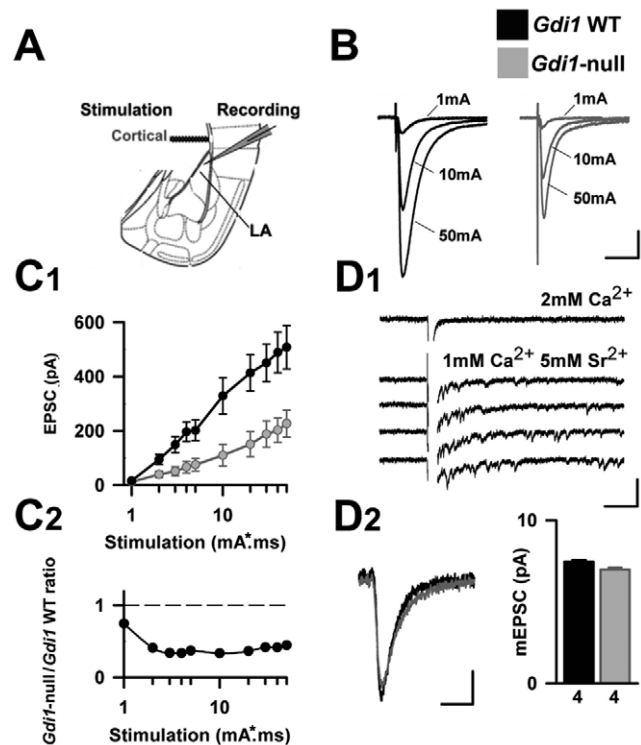 Gdi1 WT
Gdi1-null
A
Stimulation Recording
Cortical
LA
B
1mA
10mA
50mA
1mA
10mA
50mA
C1
600
400
200
0
EPSC (pA)
1 10
Stimulation (mA*.ms)
C2
Gdi1-null/Gdi1 WT ratio
1
0
1 10
Stimulation (mA*.ms)
D1
2mM Ca2+
1mM Ca2+ 5mM Sr2+
D2
10
0
mEPSC (pA)
4 4